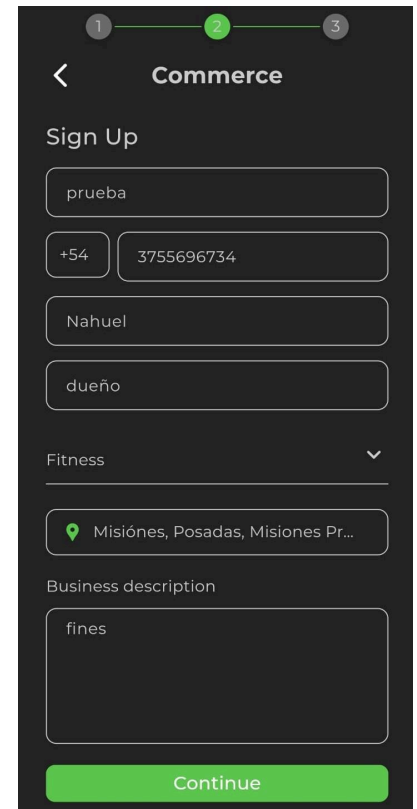 1 2 3
Commerce
Sign Up
prueba
+54 3755696734
Nahuel
dueño
Fitness
Misiónes, Posadas, Misiones Pr...
Business description
fines
Continue